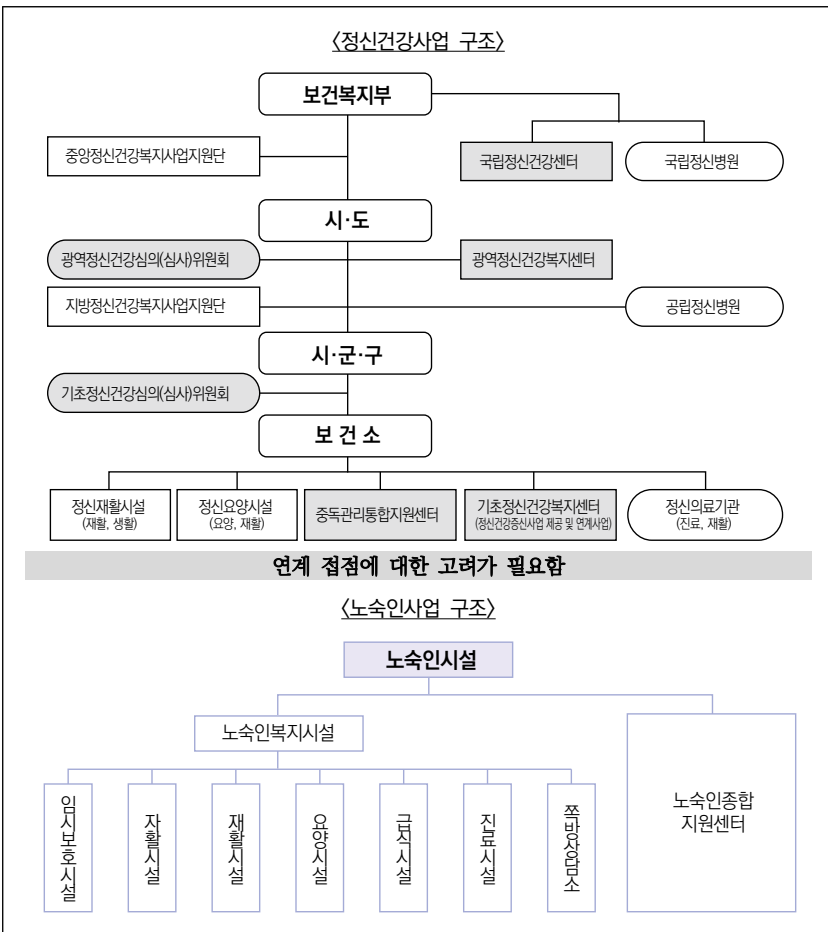 〈정신건강사업 구조〉
보건복지부
중앙정신건강복지사업지원단
국립정신건강센터
국립정신병원
시·도
광역정신건강심의(심사)위원회
광역정신건강복지센터
지방정신건강복지사업지원단
공립정신병원
시·군·구
기초정신건강심의(심사)위원회
보 건 소
정신재활시설
(재활, 생활)
정신요양시설
(요양, 재활)
중독관리통합지원센터
기초정신건강복지센터
(정신건강증신사업 제공 및 연계사업)
정신의료기관
(진료, 재활)
연계 접점에 대한 고려가 필요함
〈노숙인사업 구조〉
노숙인시설
노숙인복지시설
임시보호시설
자활시설
재활시설
요양시설
급식시설
진료시설
쪽방상담소
노숙인종합
지원센터